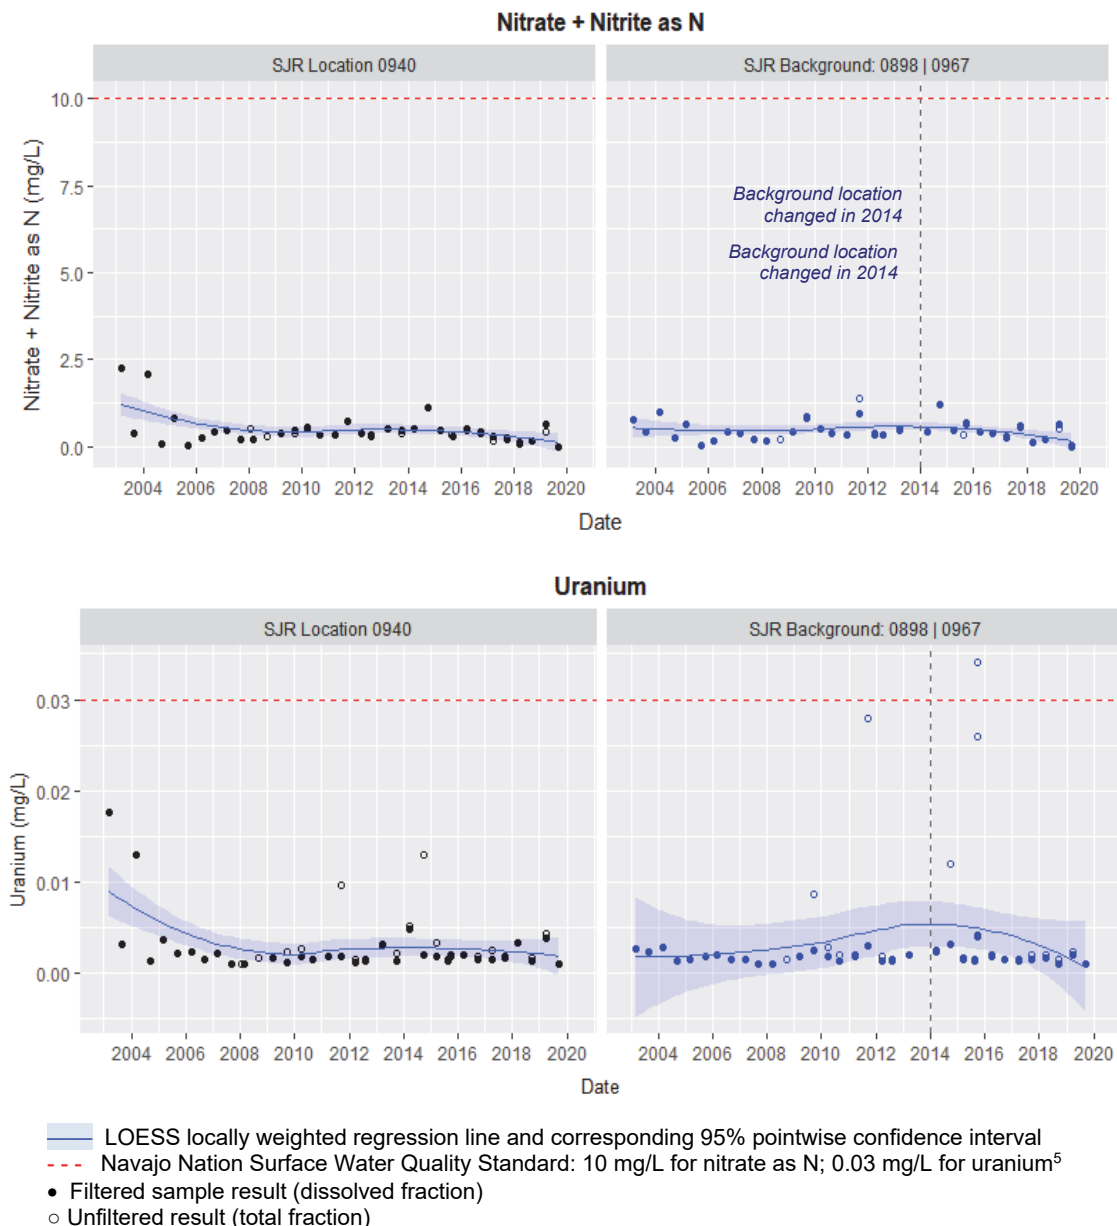 Nitrate + Nitrite as N
SJR Location 0940
SJR Background: 0898 | 0967
Nitrate + Nitrite as N (mg/L)
10.0
7.5
5.0
2.5
0.0
Background location
changed in 2014
Background location
changed in 2014
2004 2006 2008 2010 2012 2014 2016 2018 2020
2004 2006 2008 2010 2012 2014 2016 2018 2020
Date
Uranium
SJR Location 0940
SJR Background: 0898 | 0967
Uranium (mg/L)
0.03
0.02
0.01
0.00
2004 2006 2008 2010 2012 2014 2016 2018 2020
2004 2006 2008 2010 2012 2014 2016 2018 2020
Date
LOESS locally weighted regression line and corresponding 95% pointwise confidence interval
Navajo Nation Surface Water Quality Standard: 10 mg/L for nitrate as N; 0.03 mg/L for uranium⁵
Filtered sample result (dissolved fraction)
Unfiltered result (total fraction)